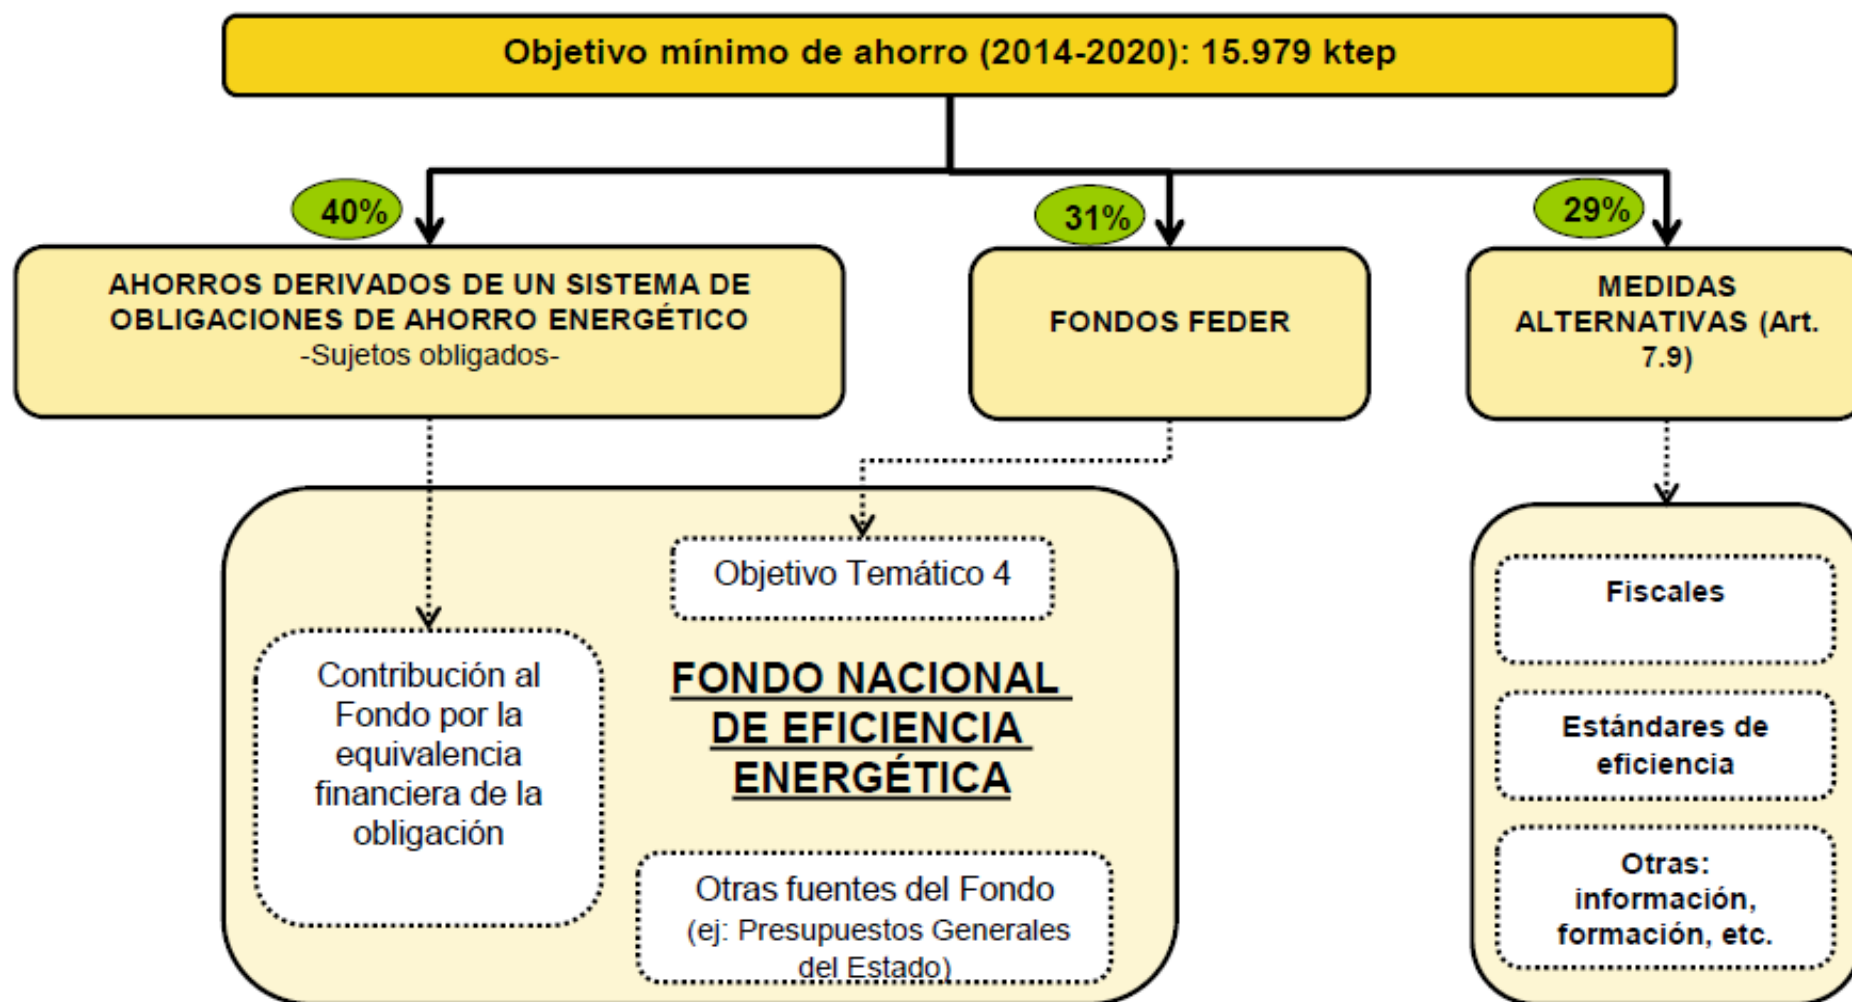 Objetivo mínimo de ahorro (2014-2020): 15.979 ktep
40%
31%
29%
AHORROS DERIVADOS DE UN SISTEMA DE
OBLIGACIONES DE AHORRO ENERGÉTICO
-Sujetos obligados-
FONDOS FEDER
MEDIDAS
ALTERNATIVAS (Art.
7.9)
Contribución al
Fondo por la
equivalencia
financiera de la
obligación
Objetivo Temático 4
FONDO NACIONAL
DE EFICIENCIA
ENERGÉTICA
Otras fuentes del Fondo
(ej: Presupuestos Generales
del Estado)
Fiscales
Estándares de
eficiencia
Otras:
información,
formación, etc.